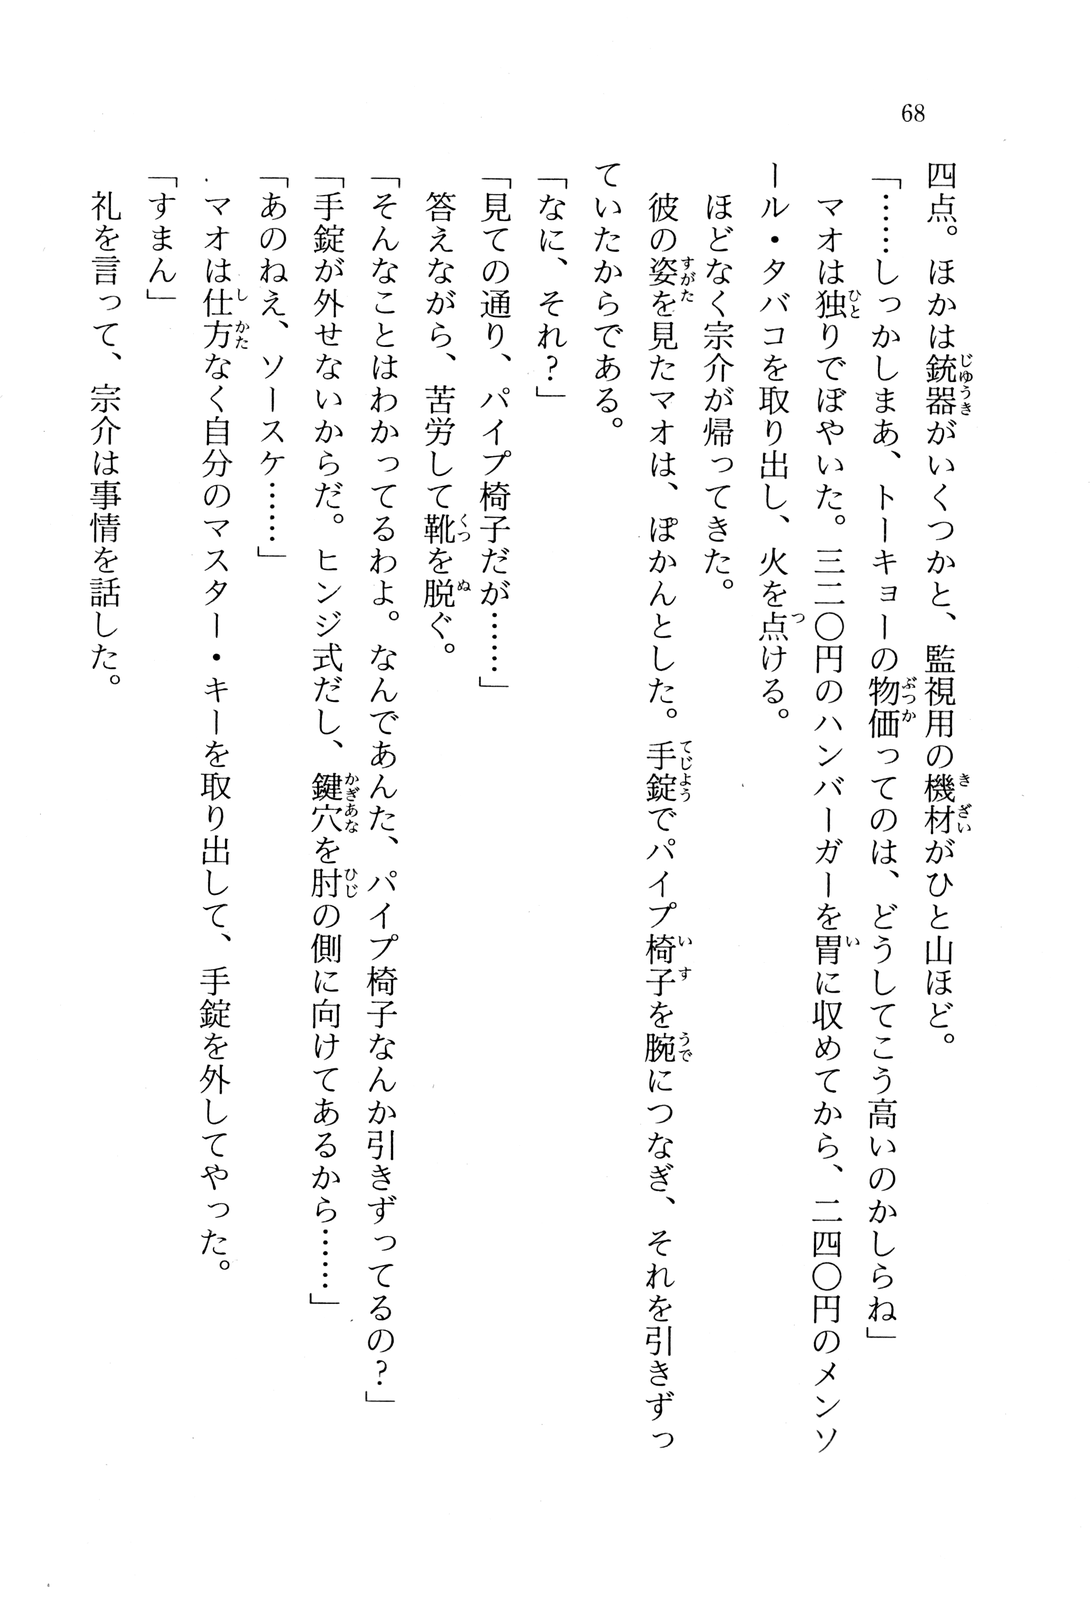 68
四点。ほかは銃器がいくつかと、監視用の機材がひと山ほど。
「……しっかしまあ、トーキョーの物価ってのは、どうしてこう高いのかしらね」
マオは独りでぼやいた。三二〇円のハンバーガーを胃に収めてから、二四〇円のメンソ
ール・タバコを取り出し、火を点ける。
ほどなく宗介が帰ってきた。
彼の姿を見たマオは、ぽかんとした。手錠でパイプ椅子を腕につなぎ、それを引きずっ
ていたからである。
「なに、それ？」
「見ての通り、パイプ椅子だが……」
答えながら、苦労して靴を脱ぐ。
「そんなことはわかってるわよ。なんであんた、パイプ椅子なんか引きずってるの？」
「手錠が外せないからだ。ヒンジ式だし、鍵穴を肘の側に向けてあるから……」
「あのねえ、ソースケ……」
マオは仕方なく自分のマスター・キーを取り出して、手錠を外してやった。
「すまん」
礼を言って、宗介は事情を話した。